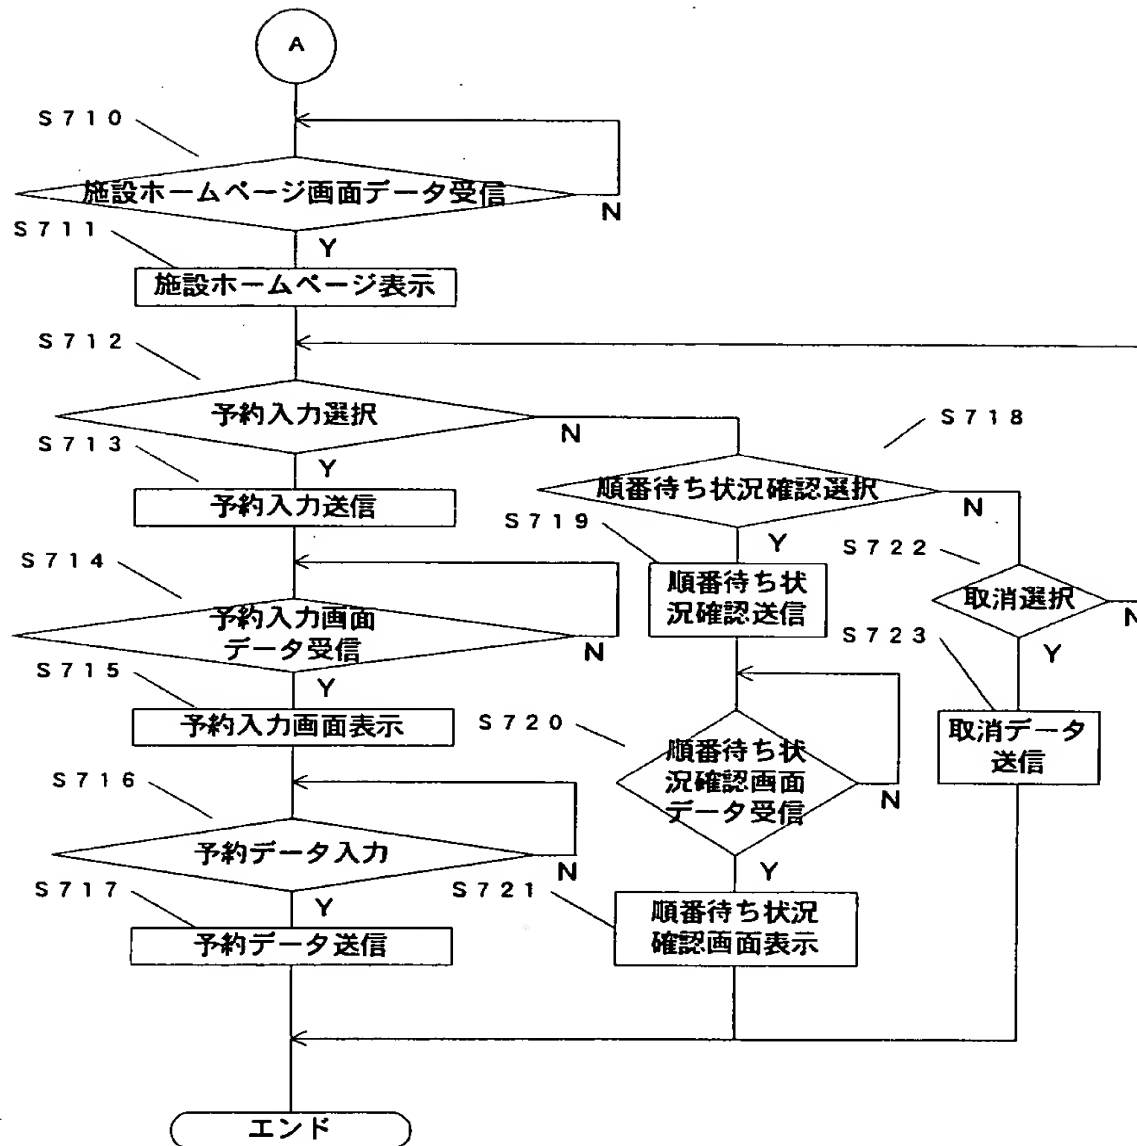 A
S710
施設ホームページ画面データ受信
N
S711
Y
施設ホームページ表示
S712
予約入力選択
N
S713
Y
予約入力送信
S718
順番待ち状況確認選択
N
S719
Y
順番待ち状
況確認送信
S722
取消選択
N
S723
Y
取消データ
送信
S714
予約入力画面
データ受信
N
S715
Y
予約入力画面表示
S720
順番待ち状
況確認画面
データ受信
N
S721
Y
順番待ち状況
確認画面表示
S716
予約データ入力
N
S717
Y
予約データ送信
エンド